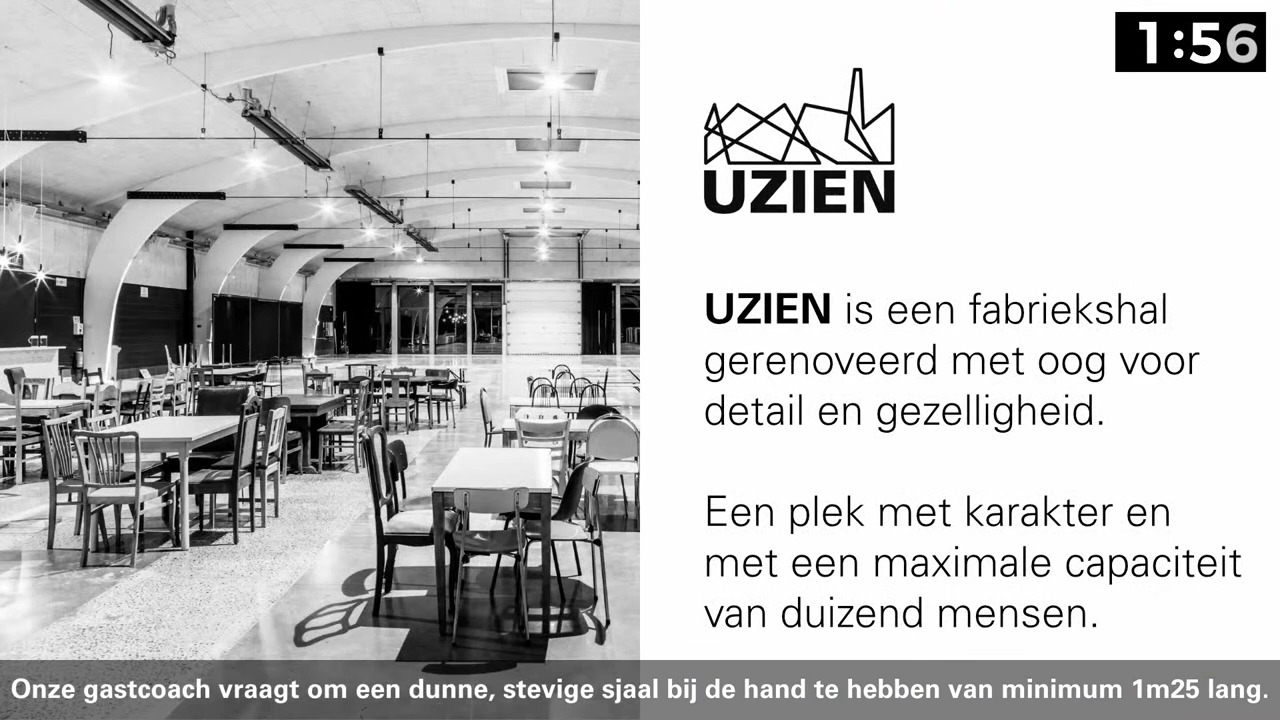 1:56
UZIEN
UZIEN is een fabriekshal
gerenoveerd met oog voor
detail en gezelligheid.
Een plek met karakter en
met een maximale capaciteit
van duizend mensen.
Onze gastcoach vraagt om een dunne, stevige sjaal bij de hand te hebben van minimum 1m25 lang.